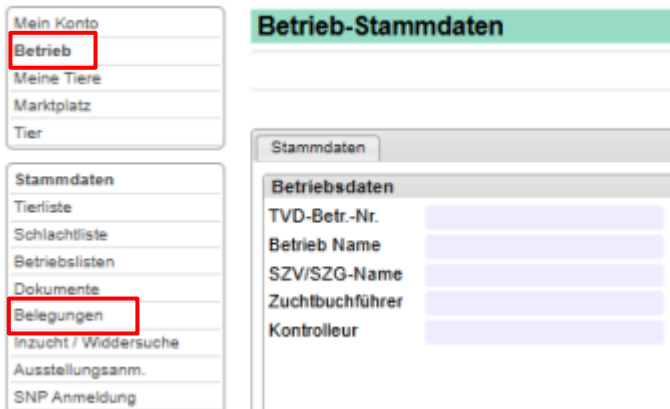 Mein Konto
Betrieb
Meine Tiere
Marktplatz
Tier
Stammdaten
Tierliste
Schlachtliste
Betriebslisten
Dokumente
Belegungen
Inzucht / Widdersuche
Ausstellungsanm.
SNP Anmeldung
Betrieb-Stammdaten
Stammdaten
Betriebsdaten
TVD-Betr.-Nr.
Betrieb Name
SZV/SZG-Name
Zuchtbuchführer
Kontrolleur